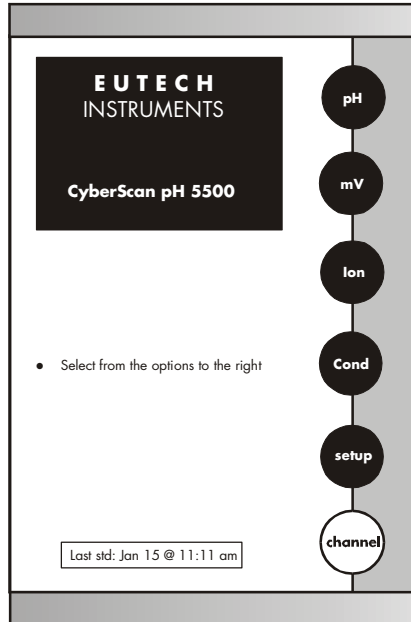 EUTECH
INSTRUMENTS
CyberScan pH 5500
• Select from the options to the right
Last std: Jan 15 @ 11:11 am
pH
mV
Ion
Cond
setup
channel